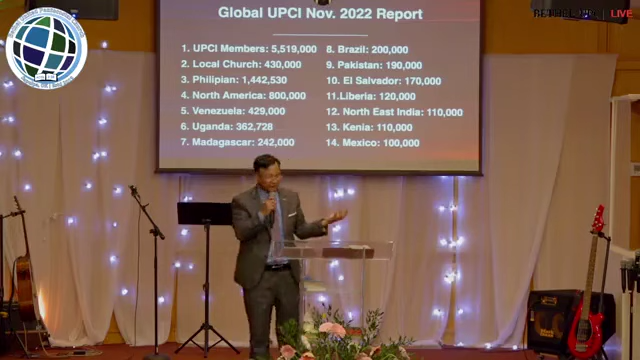 Global UPCI Nov. 2022 Report
1. UPCI Members: 5,519,000
2. Local Church: 430,000
3. Philipian: 1,442,530
4. North America: 800,000
5. Venezuela: 429,000
6. Uganda: 362,728
7. Madagascar: 242,000
8. Brazil: 200,000
9. Pakistan: 190,000
10. El Salvador: 170,000
11.Liberia: 120,000
12. North East India: 110,000
13. Kenia: 110,000
14. Mexico: 100,000
LIVE